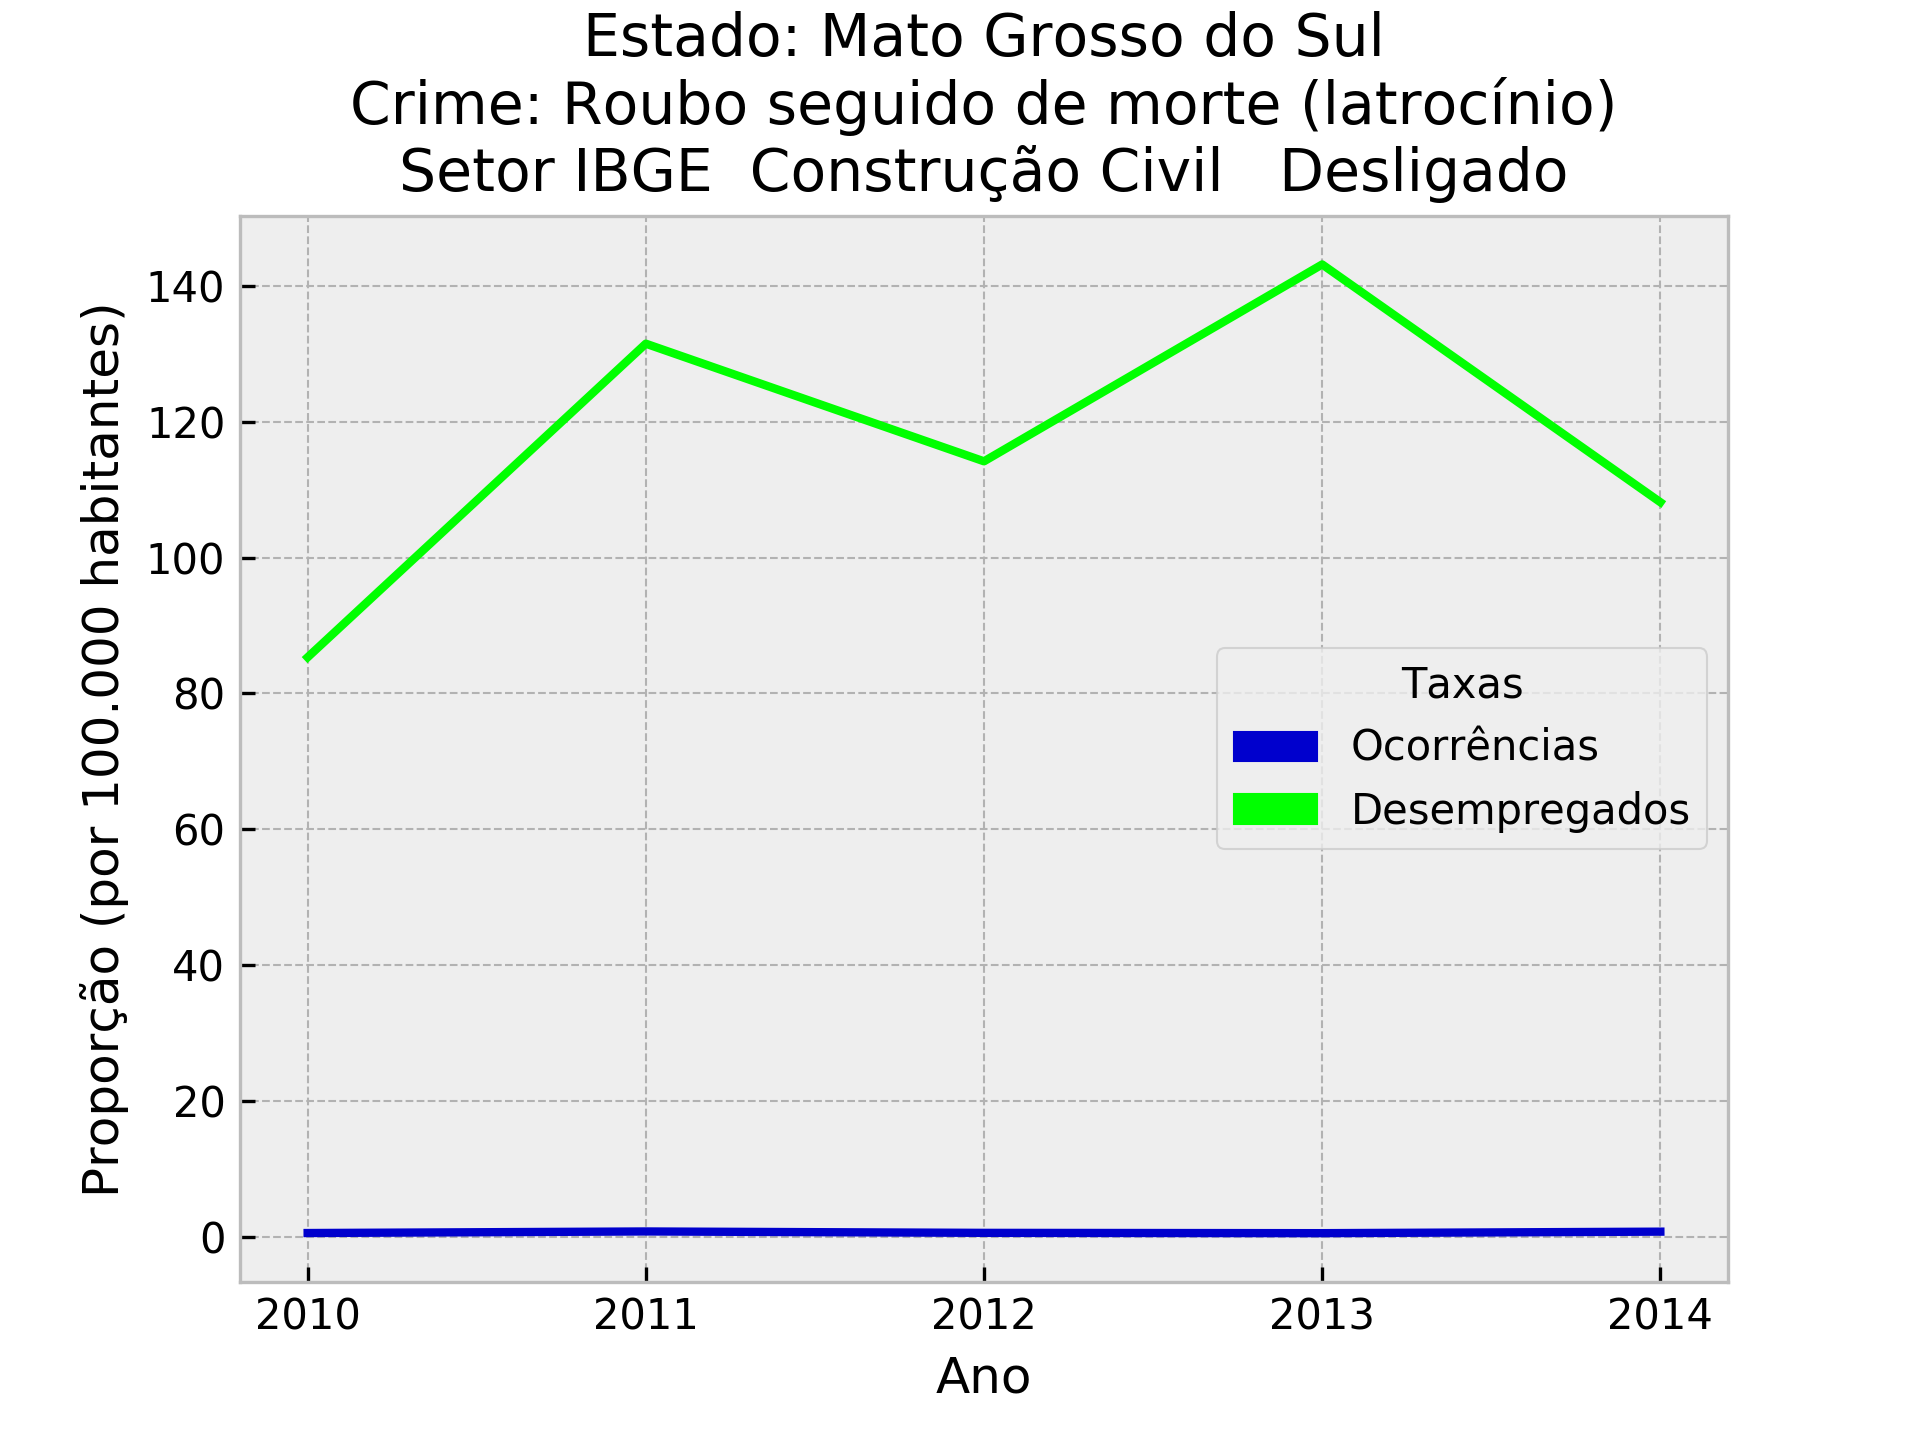 Estado: Mato Grosso do Sul
Crime: Roubo seguido de morte (latrocínio)
Setor IBGE  Construção Civil   Desligado
Proporção (por 100.000 habitantes)
140
120
100
80
60
40
20
0
Taxas
Ocorrências
Desempregados
2010 2011 2012 2013 2014
Ano